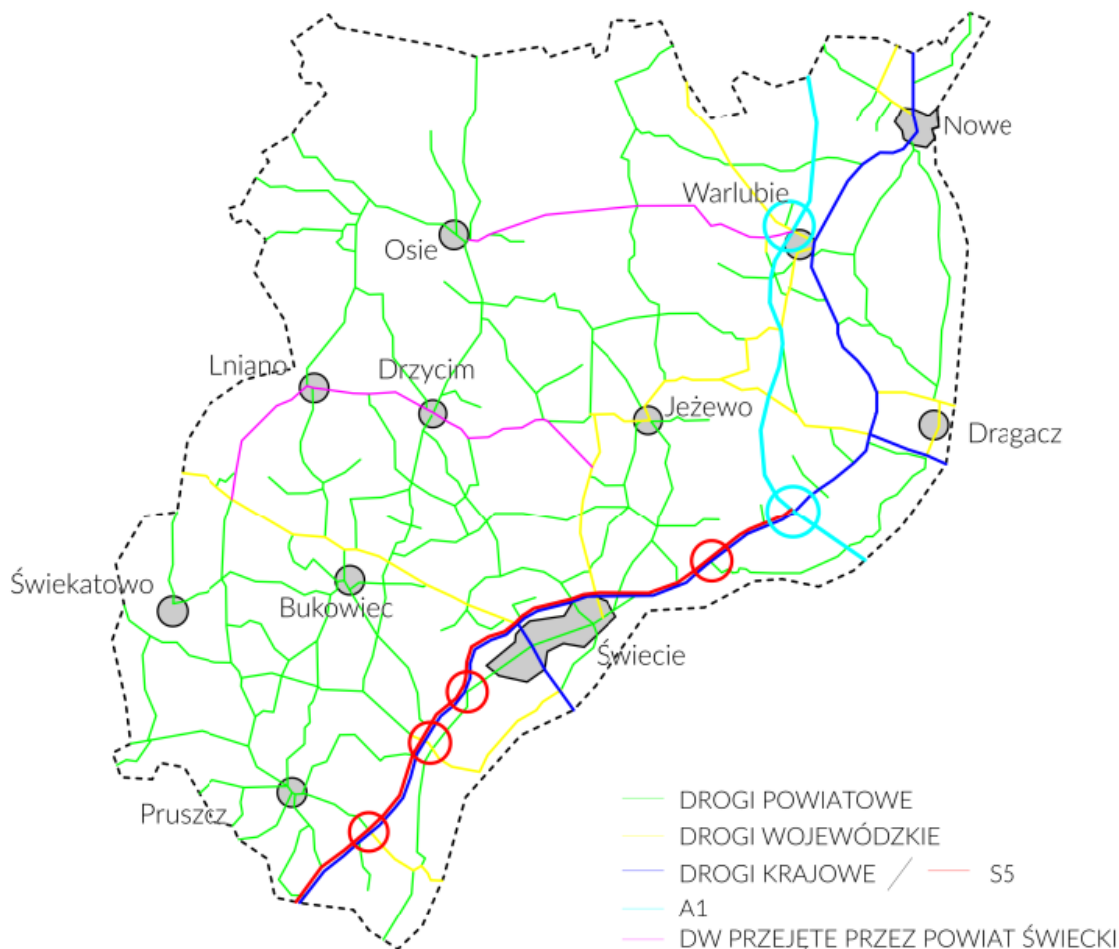 Nowe
Warlubie
Osie
Lniano
Drzycim
Jeżewo
Dragacz
Świekatowo
Bukowiec
Świecie
Pruszcz
DROGI POWIATOWE
DROGI WOJEWÓDZKIE
DROGI KRAJOWE / S5
A1
DW PRZEJĘTE PRZEZ POWIAT ŚWIECKI